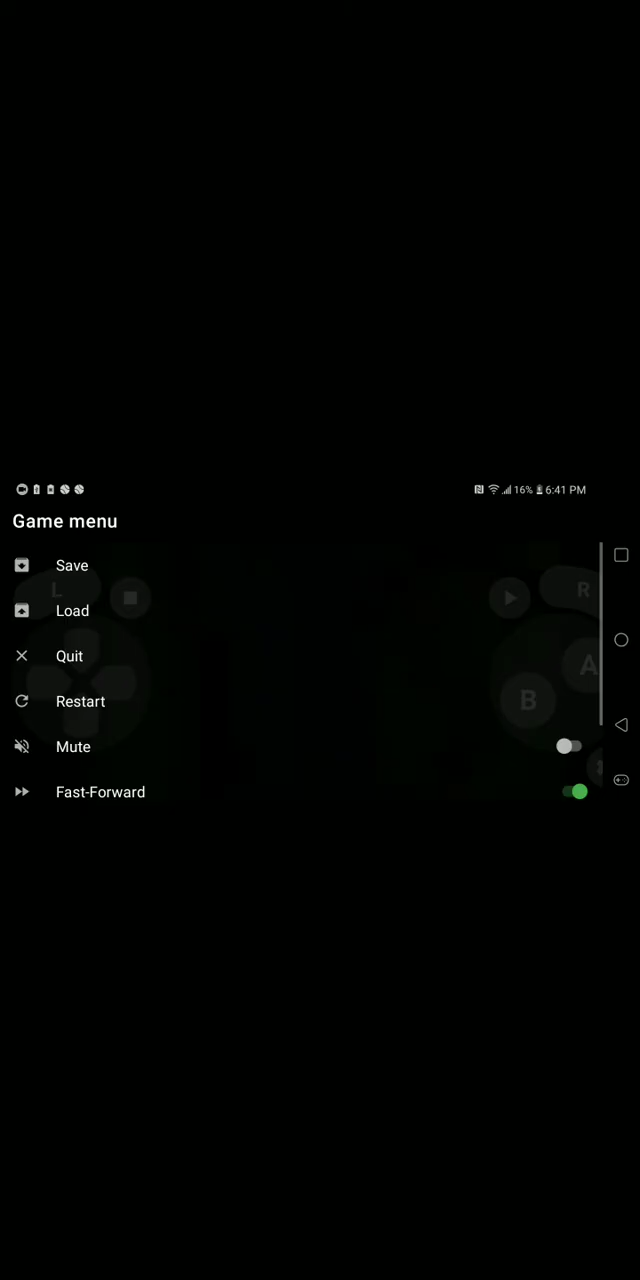 16% 6:41 PM
Game menu
Save
L
R
Load
Quit
A
B
Restart
Mute
Fast-Forward